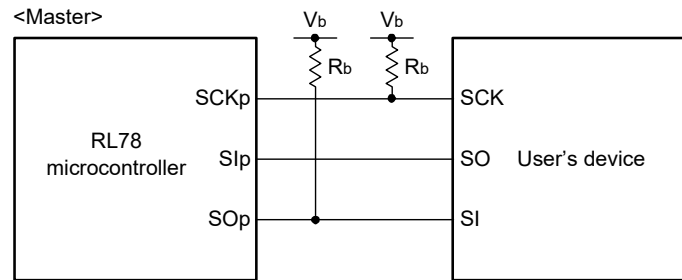 <Master>
Vb Vb
Rb Rb
SCKp SCK
RL78
microcontroller
SIp SO User's device
SOp SI